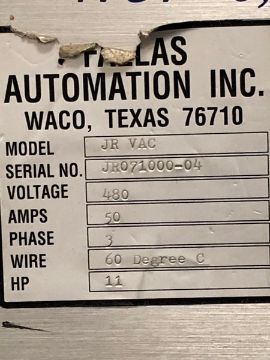 FALLAS
AUTOMATION INC.
WACO, TEXAS 76710
MODEL JR VAC
SERIAL NO. JR071000-04
VOLTAGE 480
AMPS 50
PHASE 3
WIRE 60 Degree C
HP 11